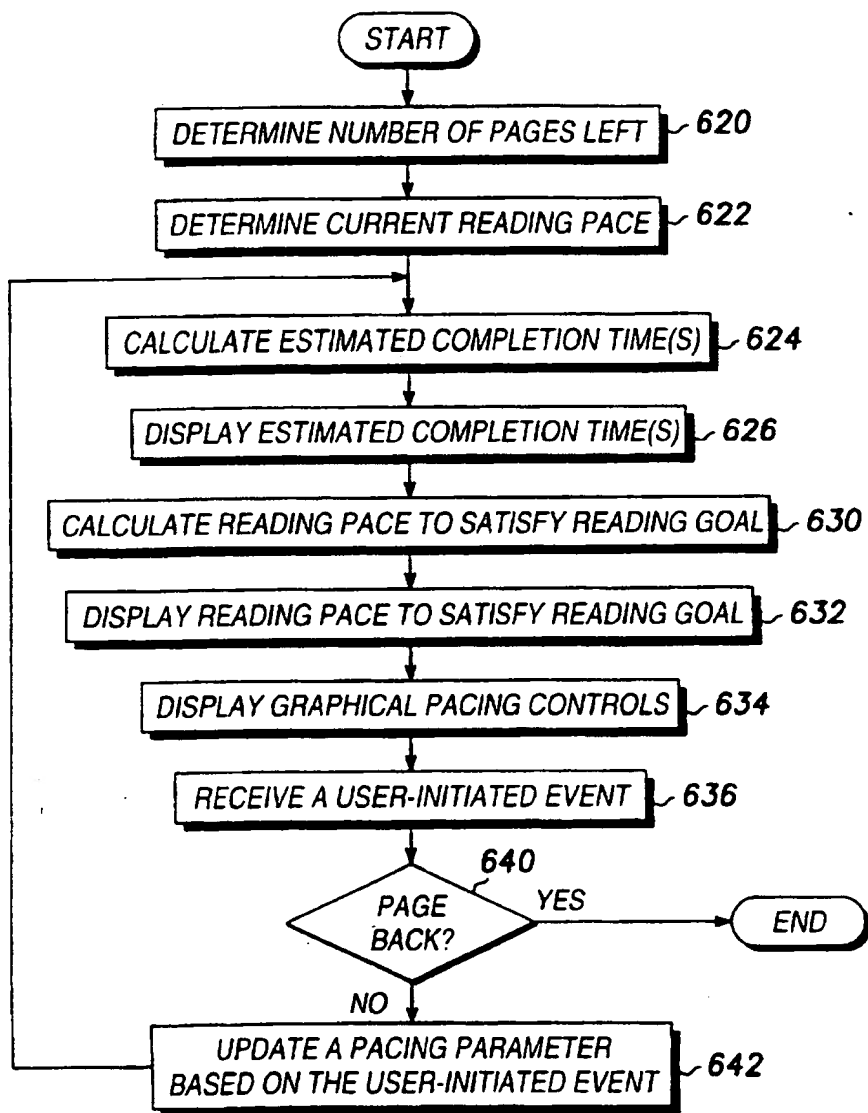 START
DETERMINE NUMBER OF PAGES LEFT 620
DETERMINE CURRENT READING PACE 622
CALCULATE ESTIMATED COMPLETION TIME(S) 624
DISPLAY ESTIMATED COMPLETION TIME(S) 626
CALCULATE READING PACE TO SATISFY READING GOAL 630
DISPLAY READING PACE TO SATISFY READING GOAL 632
DISPLAY GRAPHICAL PACING CONTROLS 634
RECEIVE A USER-INITIATED EVENT 636
640
PAGE
BACK?
YES
END
NO
UPDATE A PACING PARAMETER
BASED ON THE USER-INITIATED EVENT 642